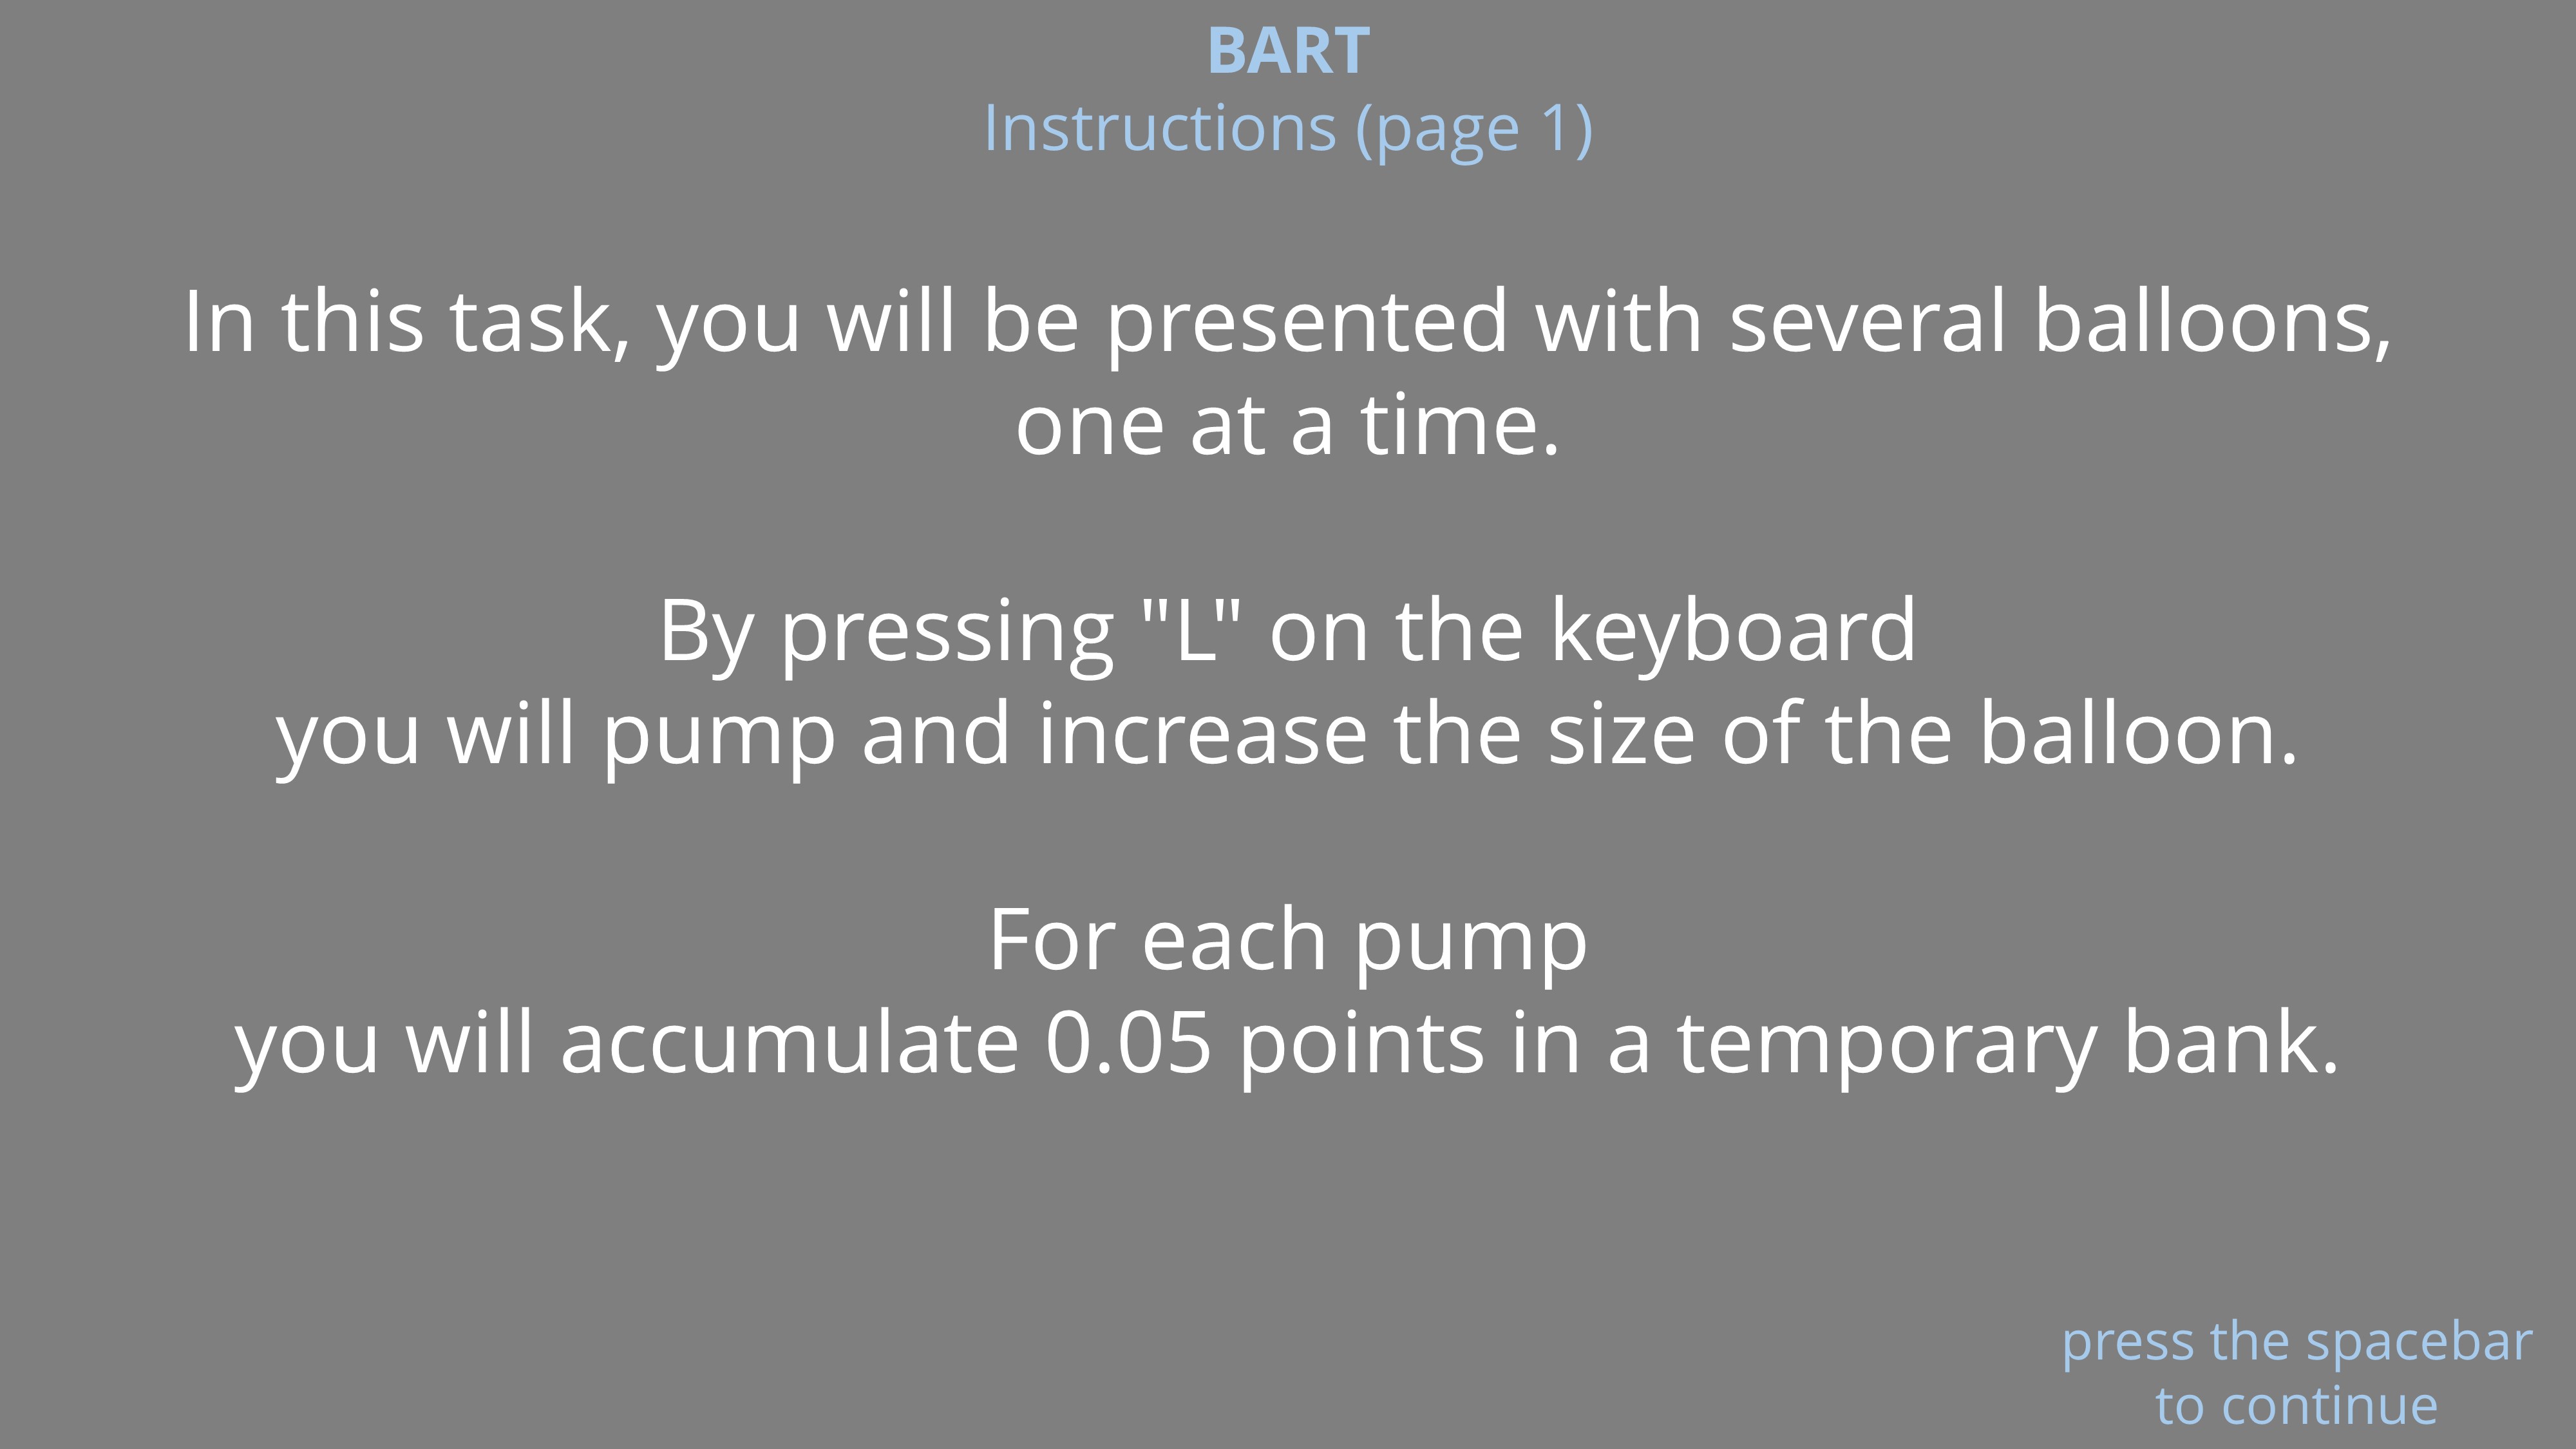 BART
Instructions (page 1)
In this task, you will be presented with several balloons,
one at a time.
By pressing "L" on the keyboard
you will pump and increase the size of the balloon.
For each pump
you will accumulate 0.05 points in a temporary bank.
press the spacebar
to continue